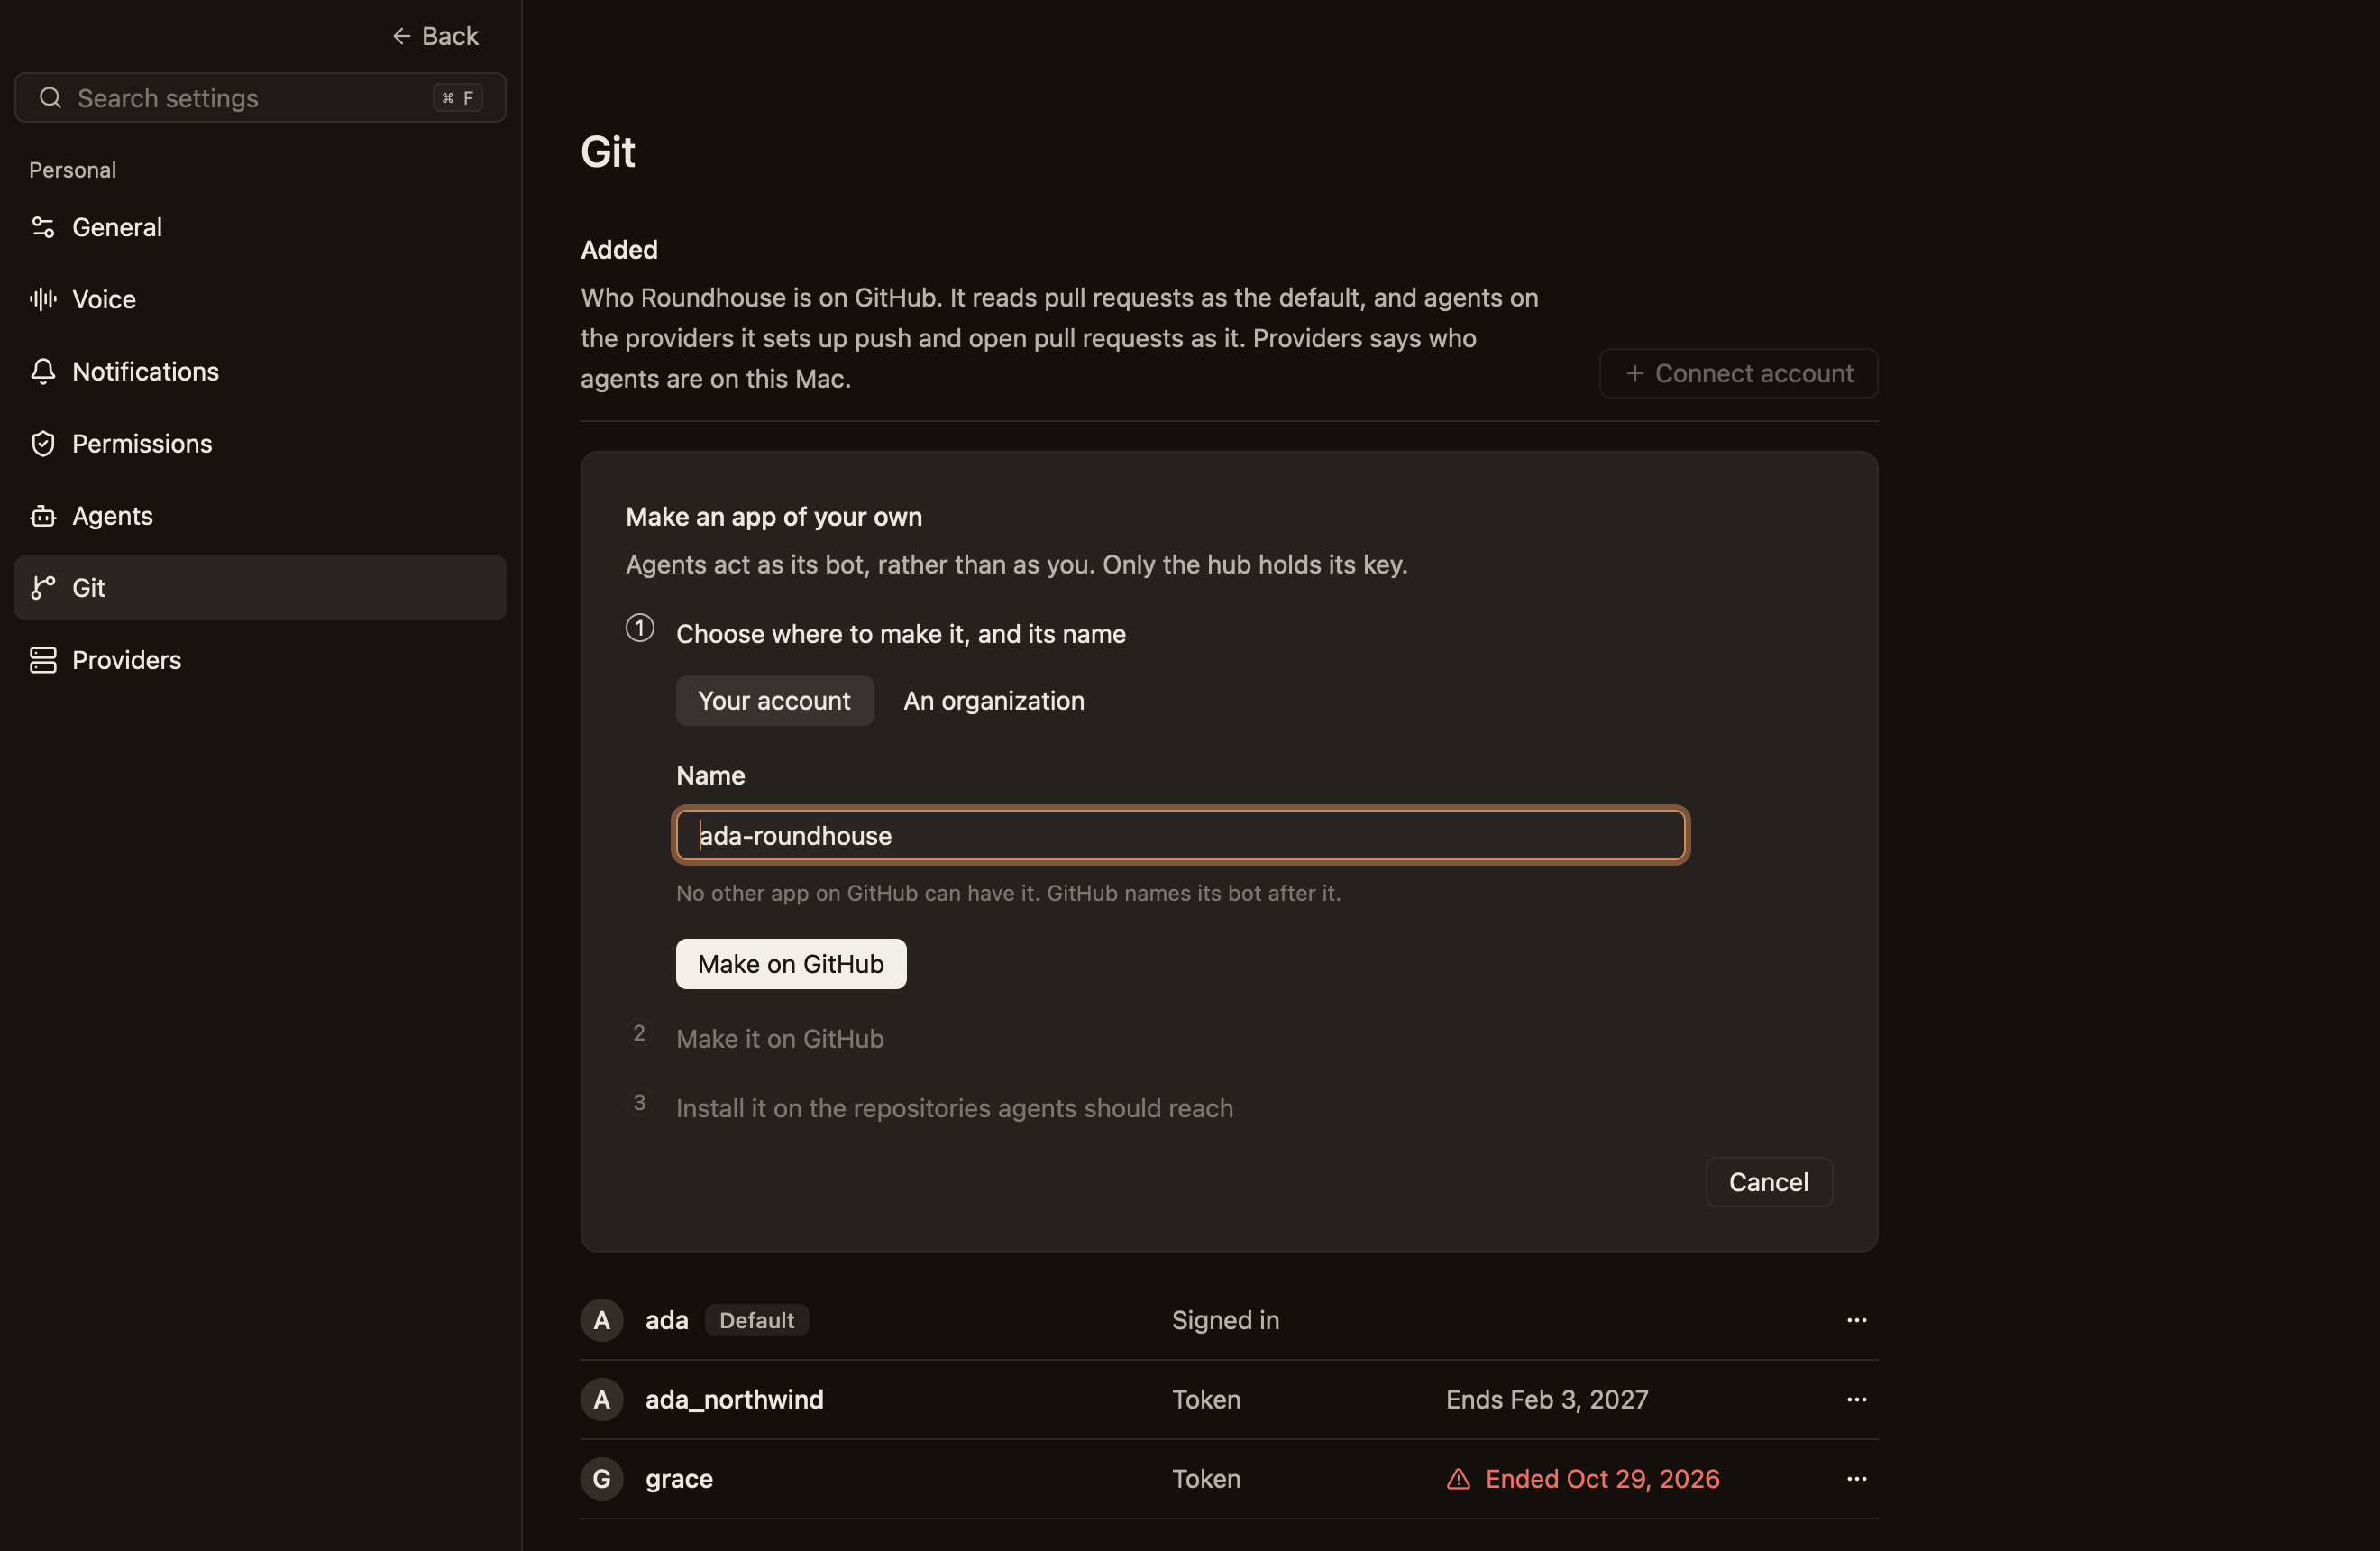 Back
Search settings
⌘ F
Personal
General
Voice
Notifications
Permissions
Agents
Git
Providers
Git
Added
Who Roundhouse is on GitHub. It reads pull requests as the default, and agents on
the providers it sets up push and open pull requests as it. Providers says who
agents are on this Mac.
+ Connect account
Make an app of your own
Agents act as its bot, rather than as you. Only the hub holds its key.
1 Choose where to make it, and its name
Your account An organization
Name
ada-roundhouse
No other app on GitHub can have it. GitHub names its bot after it.
Make on GitHub
2 Make it on GitHub
3 Install it on the repositories agents should reach
Cancel
A ada Default Signed in ...
A ada_northwind Token Ends Feb 3, 2027 ...
G grace Token Ended Oct 29, 2026 ...